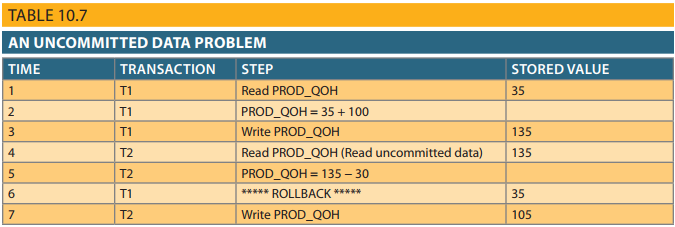 TABLE 10.7
AN UNCOMMITTED DATA PROBLEM
TIME TRANSACTION STEP STORED VALUE
1 T1 Read PROD_QOH 35
2 T1 PROD_QOH = 35 + 100
3 T1 Write PROD_QOH 135
4 T2 Read PROD_QOH (Read uncommitted data) 135
5 T2 PROD_QOH = 135 − 30
6 T1 ***** ROLLBACK ***** 35
7 T2 Write PROD_QOH 105